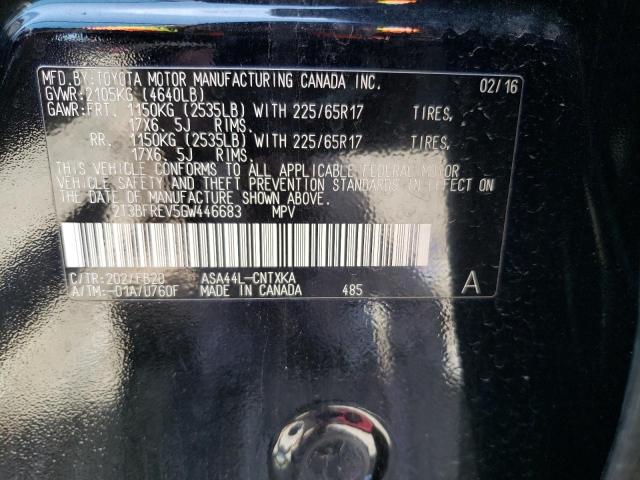 MFD.BY:TOYOTA MOTOR MANUFACTURING CANADA INC. 02/16
GVWR:2105KG (4640LB)
GAWR:FRT. 1150KG (2535LB) WITH 225/65R17 TIRES,
17X6.5J RIMS.
RR. 1150KG (2535LB) WITH 225/65R17 TIRES,
17X6.5J RIMS.
THIS VEHICLE CONFORMS TO ALL APPLICABLE FEDERAL MOTOR
VEHICLE SAFETY AND THEFT PREVENTION STANDARDS IN EFFECT ON
THE DATE OF MANUFACTURE SHOWN ABOVE.
2T3BFREV5GW446683 MPV
C/TR:202/FB20 ASA44L-CNTXKA
A/TM:-01A/U760F MADE IN CANADA 485 A